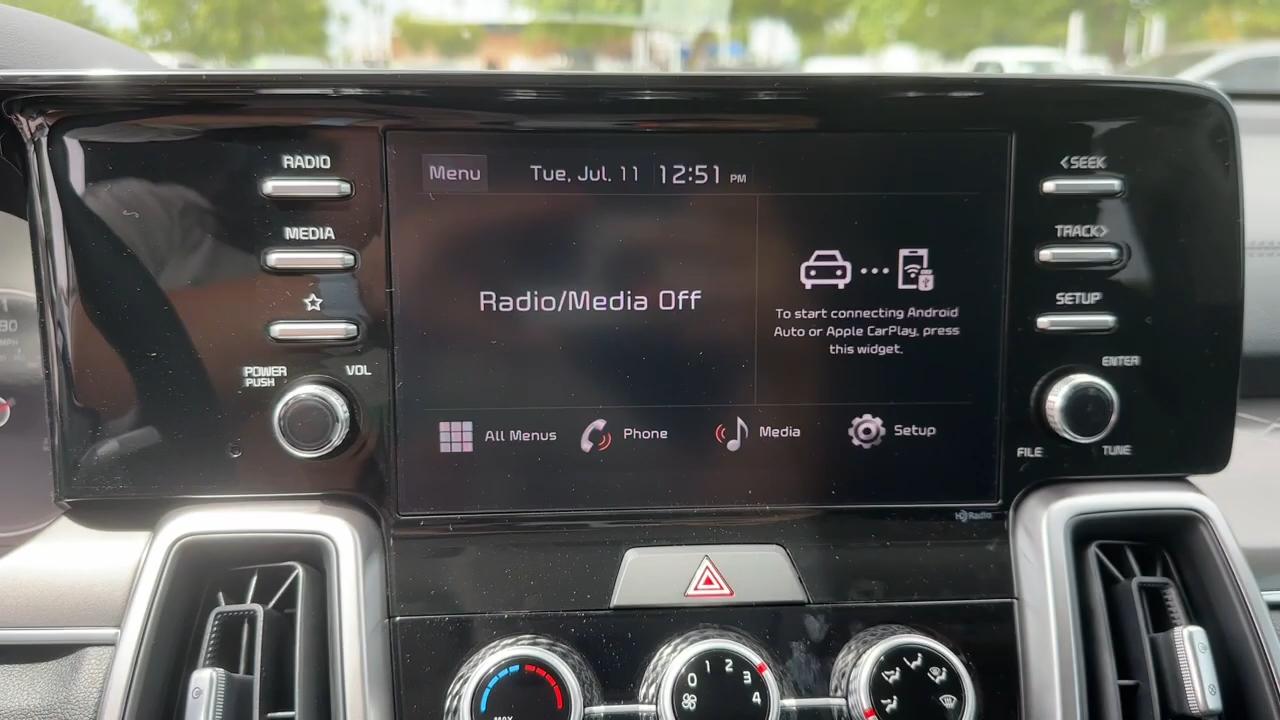 RADIO
MEDIA
POWER
PUSH
VOL
Menu
Tue, Jul. 11 12:51 PM
Radio/Media Off
To start connecting Android
Auto or Apple CarPlay, press
this widget.
All Menus
Phone
Media
Setup
HD Radio
<SEEK
TRACK>
SETUP
ENTER
FILE
TUNE
MAX
0 1 2 3 4